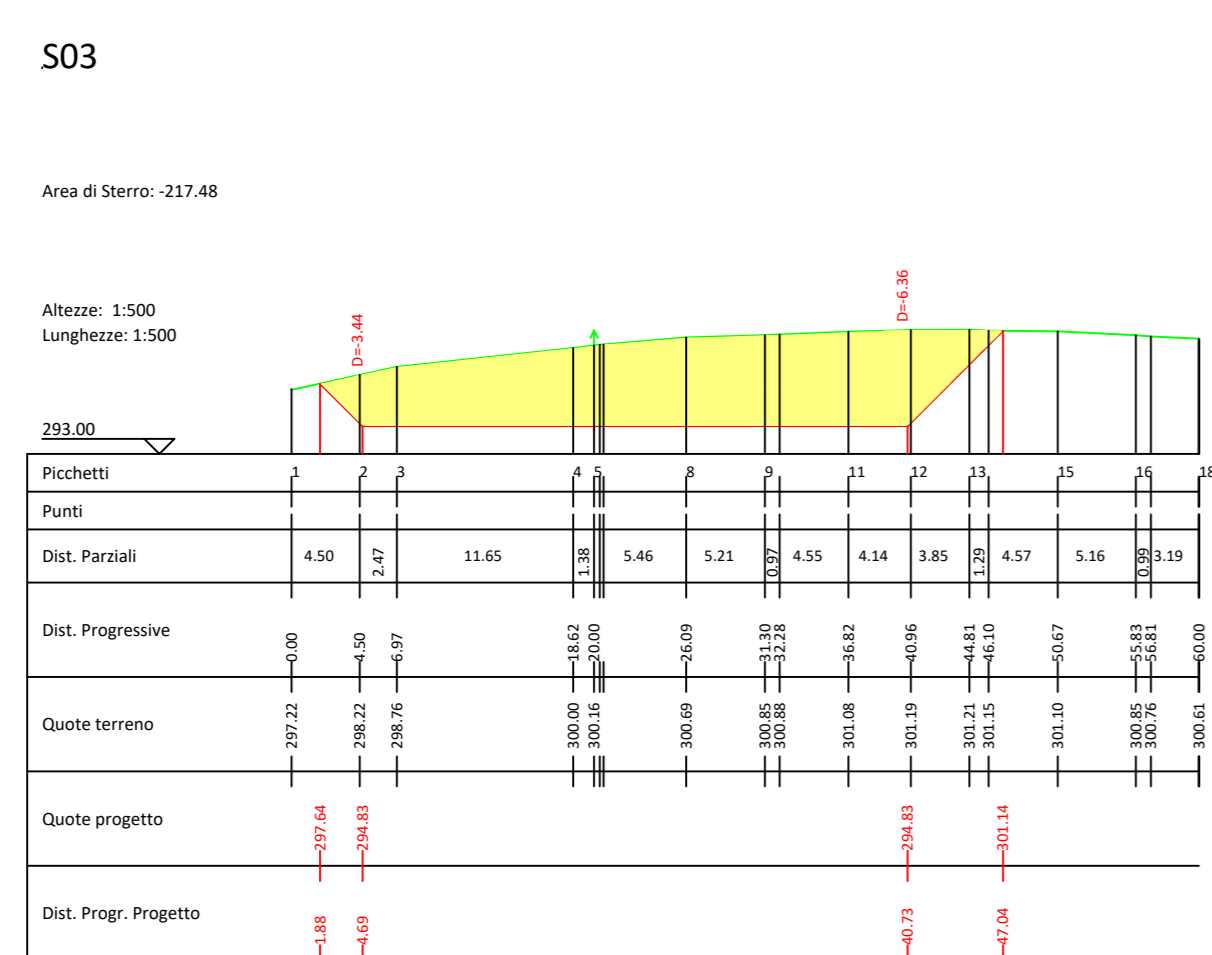 S03
Area di Sterro: -217.48
Altezze: 1:500
Lunghezze: 1:500
D=-3.44 D=-6.36
293.00
Picchetti 1 2 3 4 5 8 9 11 12 13 15 16 18
Punti
Dist. Parziali 4.50 2.47 11.65 1.38 5.46 5.21 0.97 4.55 4.14 3.85 1.29 4.57 5.16 0.99 3.19
Dist. Progressive 0.00 4.50 6.97 18.62 20.00 26.09 31.30 32.28 36.82 40.96 44.81 46.10 50.67 55.83 56.81 60.00
Quote terreno 297.22 298.22 298.76 300.00 300.16 300.69 300.85 300.88 301.08 301.19 301.21 301.15 301.10 300.85 300.76 300.61
Quote progetto 297.64 294.83 294.83 301.14
Dist. Progr. Progetto 1.88 4.69 40.73 47.04